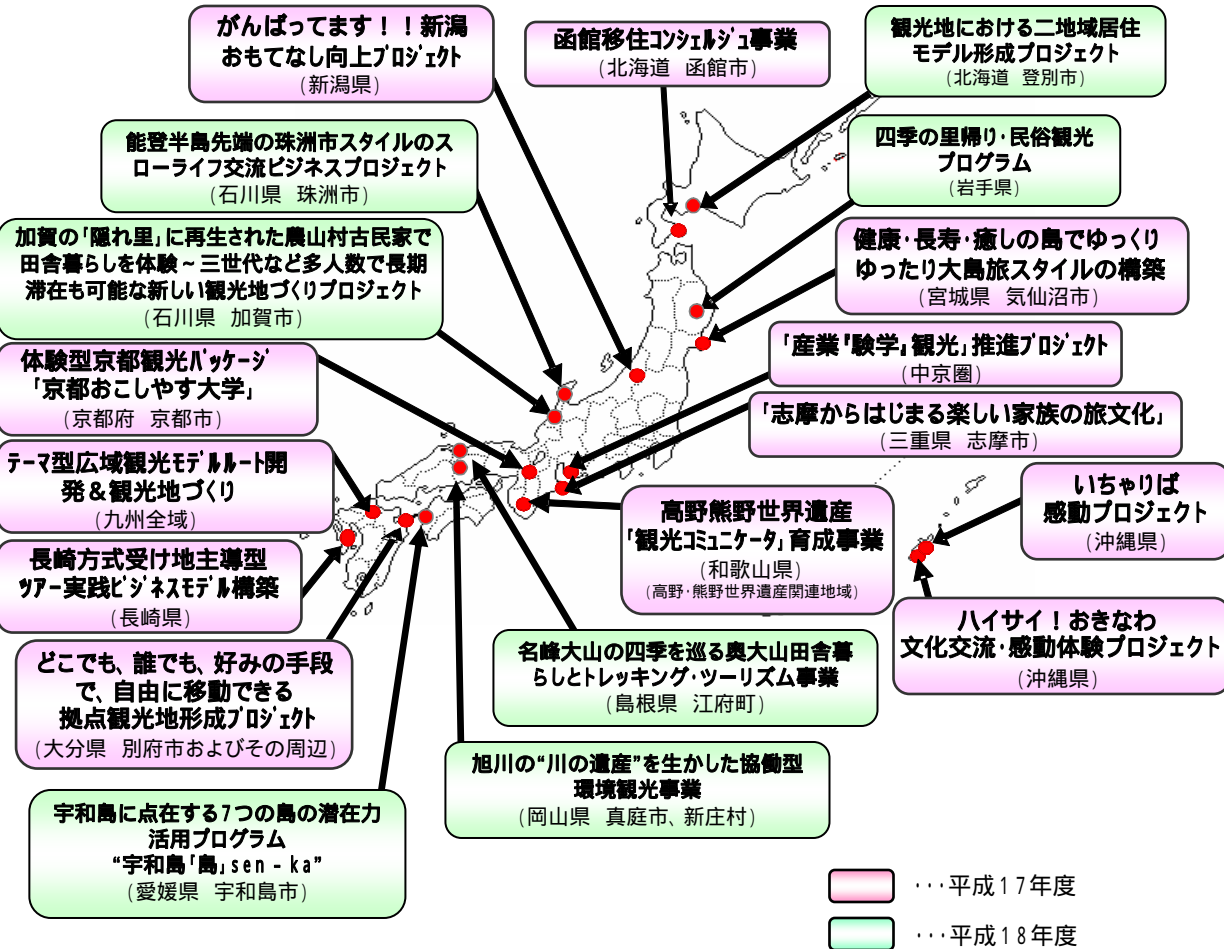 がんばってます！！新潟
おもてなし向上プロジェクト
(新潟県)
函館移住コンシェルジュ事業
(北海道 函館市)
観光地における二地域居住
モデル形成プロジェクト
(北海道 登別市)
能登半島先端の珠洲市スタイルのス
ローライフ交流ビジネスプロジェクト
(石川県 珠洲市)
四季の里帰り・民俗観光
プログラム
(岩手県)
加賀の「隠れ里」に再生された農山村古民家で
田舎暮らしを体験～三世代など多人数で長期
滞在も可能な新しい観光地づくりプロジェクト
(石川県 加賀市)
健康・長寿・癒しの島でゆっくり
ゆったり大島旅スタイルの構築
(宮城県 気仙沼市)
体験型京都観光パッケージ
「京都おこしやす大学」
(京都府 京都市)
「産業『験学』観光」推進プロジェクト
(中京圏)
「志摩からはじまる楽しい家族の旅文化」
(三重県 志摩市)
テーマ型広域観光モデルルート開
発＆観光地づくり
(九州全域)
いちゃりば
感動プロジェクト
(沖縄県)
高野熊野世界遺産
「観光コミュニケータ」育成事業
(和歌山県)
(高野・熊野世界遺産関連地域)
長崎方式受け地主導型
ツアー実践ビジネスモデル構築
(長崎県)
ハイサイ！おきなわ
文化交流・感動体験プロジェクト
(沖縄県)
どこでも、誰でも、好みの手段
で、自由に移動できる
拠点観光地形成プロジェクト
(大分県 別府市およびその周辺)
名峰大山の四季を巡る奥大山田舎暮
らしとトレッキング・ツーリズム事業
(島根県 江府町)
旭川の“川の遺産”を生かした協働型
環境観光事業
(岡山県 真庭市、新庄村)
宇和島に点在する7つの島の潜在力
活用プログラム
“宇和島「島」sen－ka”
(愛媛県 宇和島市)
･･･平成17年度
･･･平成18年度